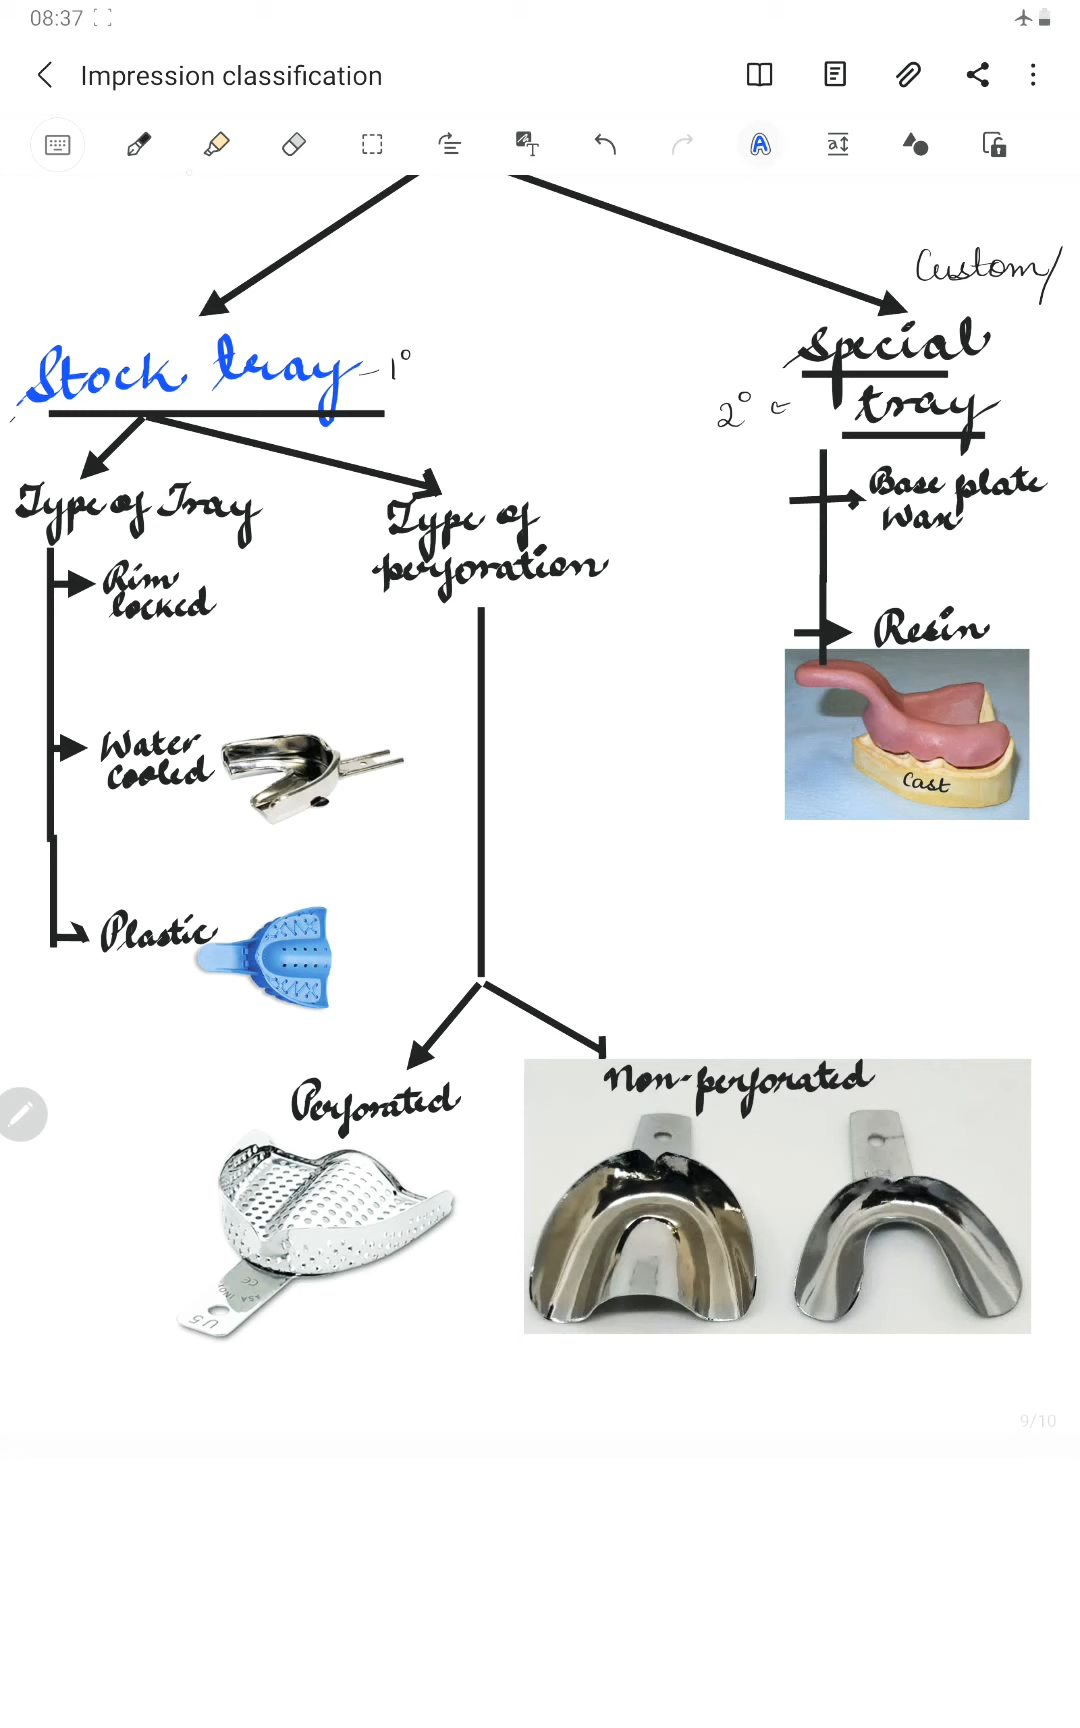 08:37
Impression classification
Custom/
Stock tray - 1°
special
2° tray
Type of Tray
Type of
perforation
Base plate
Wax
Rim
locked
Resin
Water
cooled
Cast
Plastic
Perforated
Non-perforated
U5
9/10